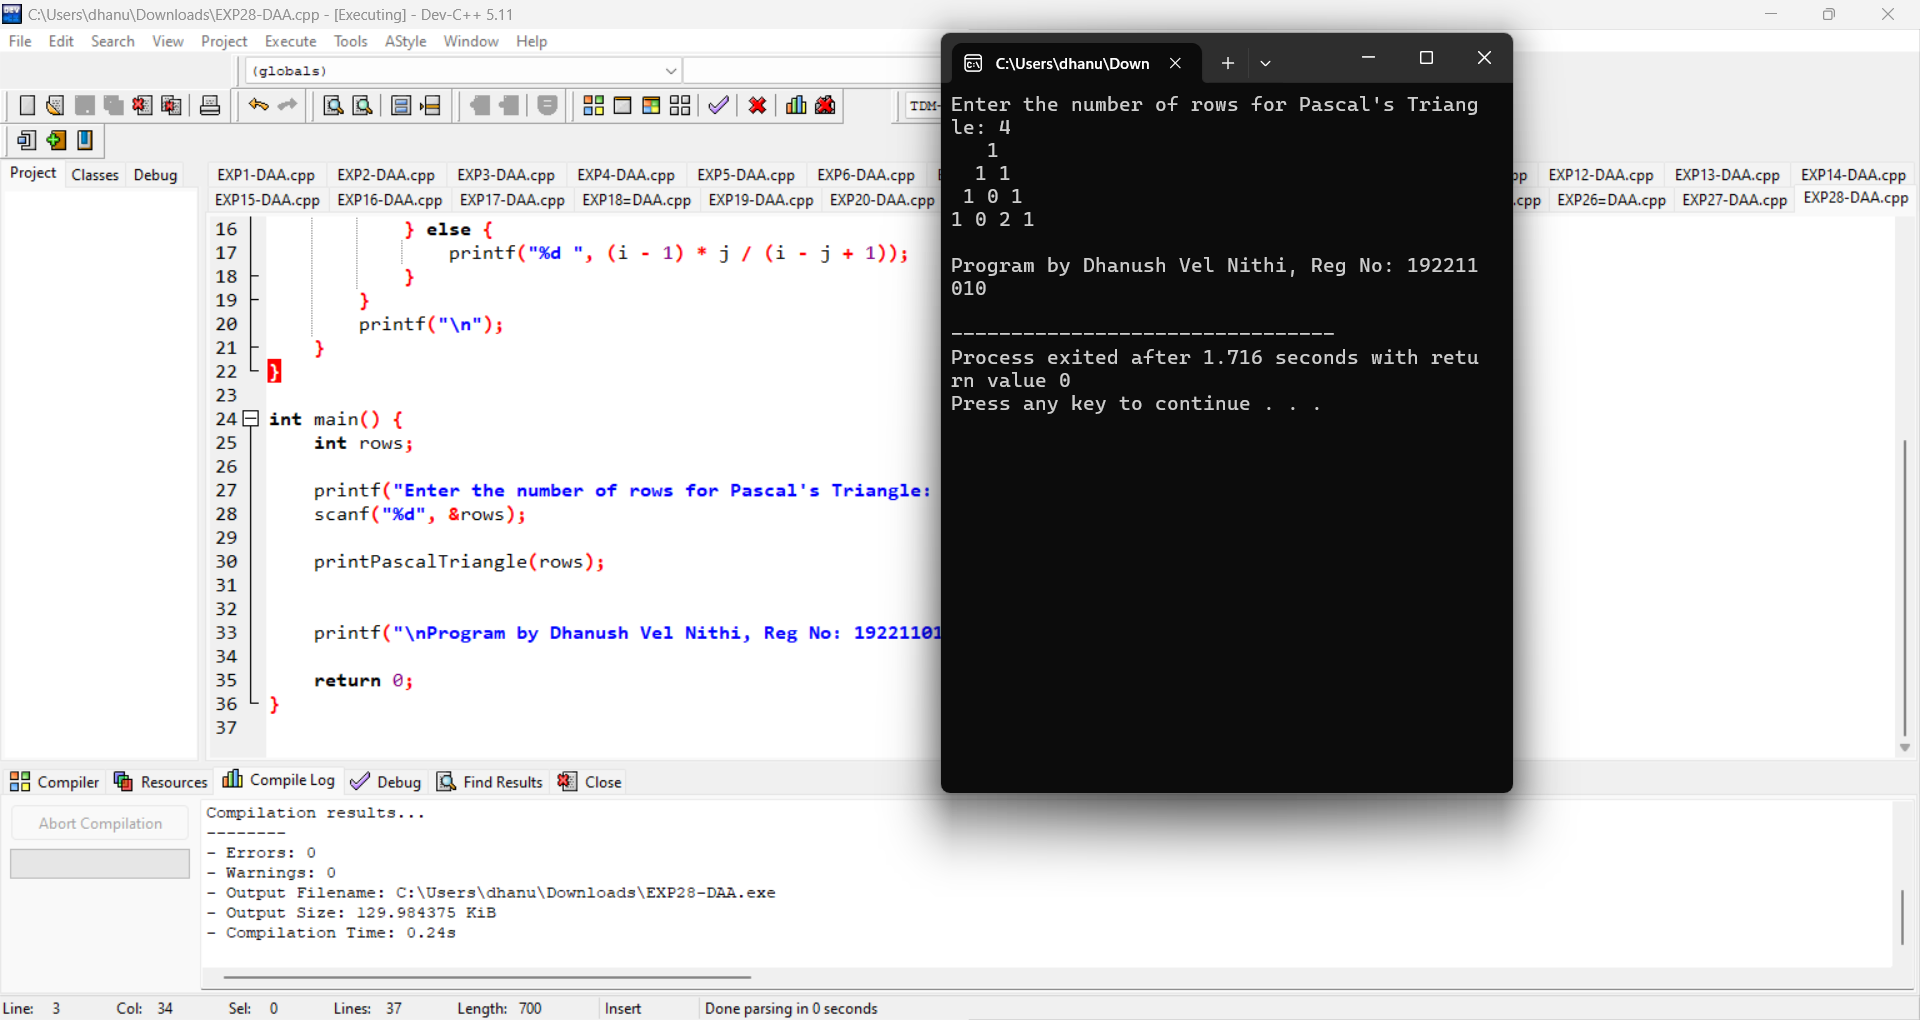 C:\Users\dhanu\Downloads\EXP28-DAA.cpp - [Executing] - Dev-C++ 5.11
File Edit Search View Project Execute Tools AStyle Window Help
(globals)
TDM-
Project Classes Debug
EXP1-DAA.cpp EXP2-DAA.cpp EXP3-DAA.cpp EXP4-DAA.cpp EXP5-DAA.cpp EXP6-DAA.cpp EXP12-DAA.cpp EXP13-DAA.cpp EXP14-DAA.cpp
EXP15-DAA.cpp EXP16-DAA.cpp EXP17-DAA.cpp EXP18=DAA.cpp EXP19-DAA.cpp EXP20-DAA.cpp .cpp EXP26=DAA.cpp EXP27-DAA.cpp EXP28-DAA.cpp
16 } else {
17 printf("%d ", (i - 1) * j / (i - j + 1));
18 }
19 }
20 printf("\n");
21 }
22 }
23
24 int main() {
25 int rows;
26
27 printf("Enter the number of rows for Pascal's Triangle:
28 scanf("%d", &rows);
29
30 printPascalTriangle(rows);
31
32
33 printf("\nProgram by Dhanush Vel Nithi, Reg No: 19221101
34
35 return 0;
36 }
37
C:\Users\dhanu\Down
Enter the number of rows for Pascal's Triang
le: 4
1
1 1
1 0 1
1 0 2 1
Program by Dhanush Vel Nithi, Reg No: 192211
010
--------------------------------
Process exited after 1.716 seconds with retu
rn value 0
Press any key to continue . . .
Compiler Resources Compile Log Debug Find Results Close
Abort Compilation
Compilation results...
--------
- Errors: 0
- Warnings: 0
- Output Filename: C:\Users\dhanu\Downloads\EXP28-DAA.exe
- Output Size: 129.984375 KiB
- Compilation Time: 0.24s
Line: 3 Col: 34 Sel: 0 Lines: 37 Length: 700 Insert Done parsing in 0 seconds